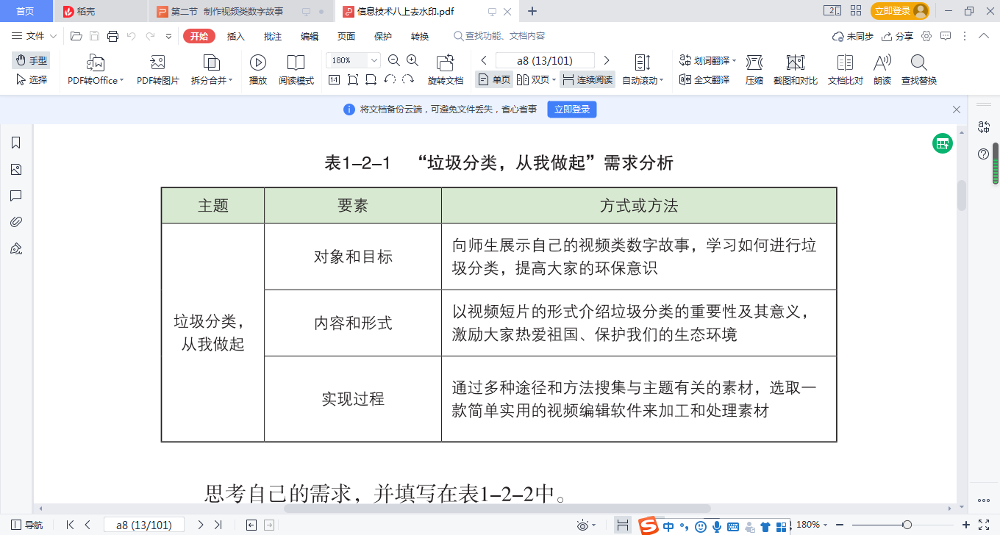 首页
稻壳
第二节 制作视频类数字故事
信息技术八上去水印.pdf
立即登录
文件
开始
插入
批注
编辑
页面
保护
转换
查找功能、文档内容
未同步
分享
手型
选择
PDF转Office
PDF转图片
拆分合并
播放
阅读模式
180%
1:1
旋转文档
a8 (13/101)
单页
双页
连续阅读
自动滚动
划词翻译
全文翻译
压缩
截图和对比
文档比对
朗读
查找替换
将文档备份云端，可避免文件丢失，省心省事
立即登录
表1-2-1 “垃圾分类，从我做起”需求分析
主题
要素
方式或方法
垃圾分类，
从我做起
对象和目标
向师生展示自己的视频类数字故事，学习如何进行垃
圾分类，提高大家的环保意识
内容和形式
以视频短片的形式介绍垃圾分类的重要性及其意义，
激励大家热爱祖国、保护我们的生态环境
实现过程
通过多种途径和方法搜集与主题有关的素材，选取一
款简单实用的视频编辑软件来加工和处理素材
思考自己的需求，并填写在表1-2-2中。
导航
a8 (13/101)
中
180%